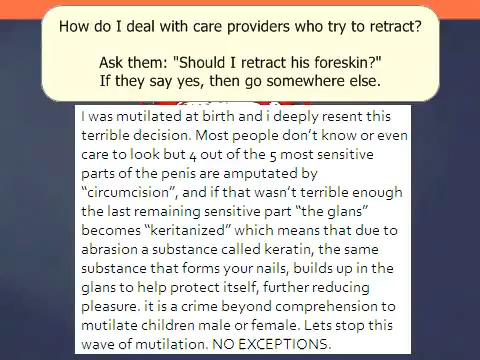 How do I deal with care providers who try to retract?
Ask them: "Should I retract his foreskin?"
If they say yes, then go somewhere else.
I was mutilated at birth and i deeply resent this
terrible decision. Most people don't know or even
care to look but 4 out of the 5 most sensitive
parts of the penis are amputated by
"circumcision", and if that wasn't terrible enough
the last remaining sensitive part "the glans"
becomes "keritanized" which means that due to
abrasion a substance called keratin, the same
substance that forms your nails, builds up in the
glans to help protect itself, further reducing
pleasure. it is a crime beyond comprehension to
mutilate children male or female. Lets stop this
wave of mutilation. NO EXCEPTIONS.